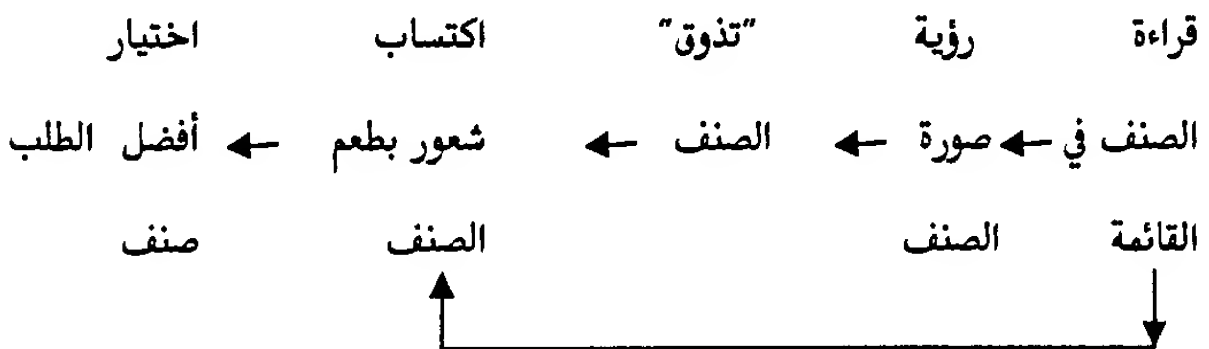 قراءة رؤية "تذوق" اكتساب اختيار
الصنف في ← صورة ← الصنف ← شعور بطعم ← أفضل الطلب
القائمة الصنف الصنف صنف